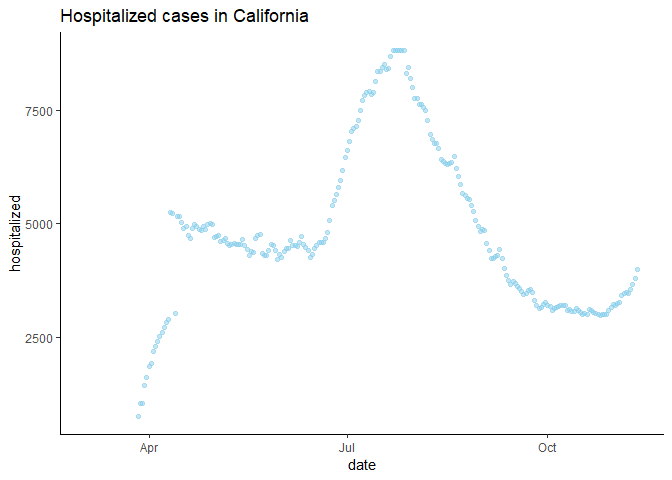 Hospitalized cases in California
hospitalized
7500
5000
2500
Apr
Jul
Oct
date